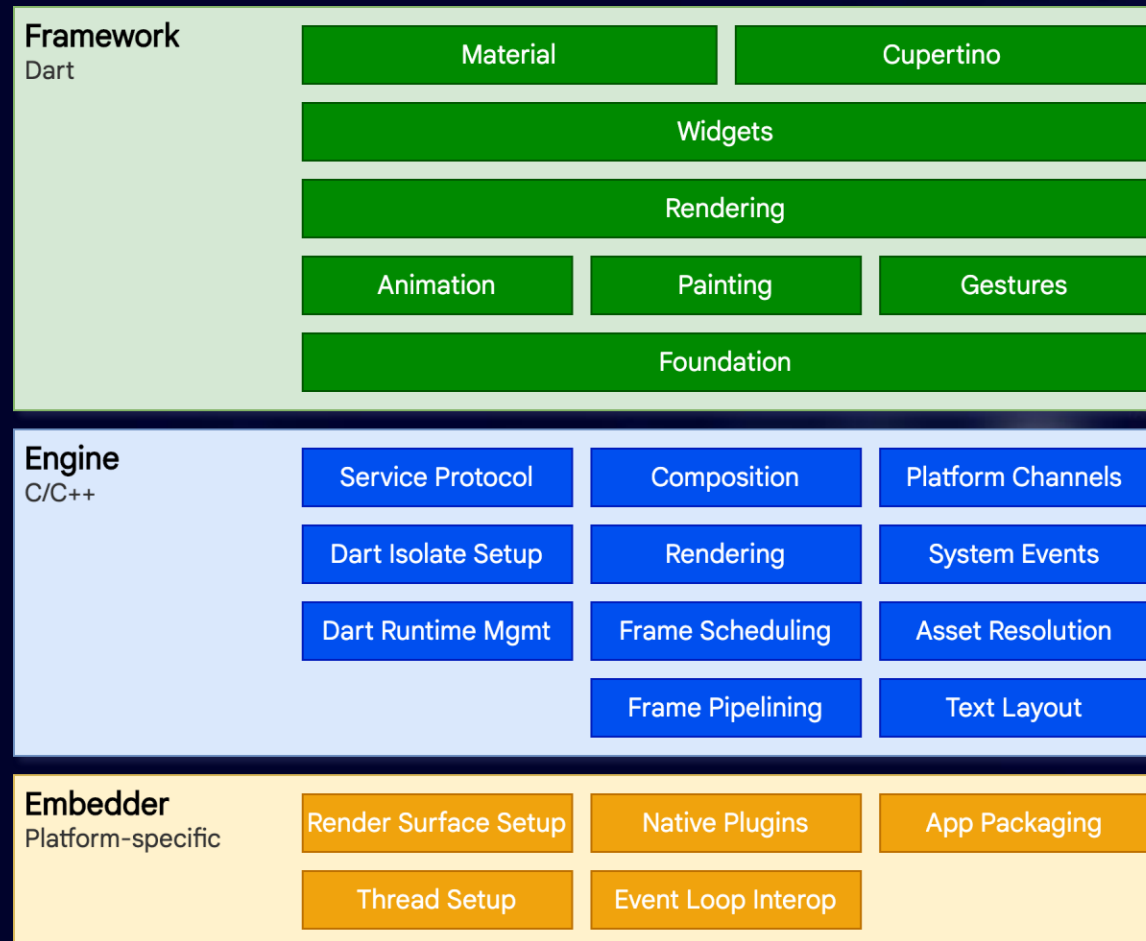 Framework
Dart
Material
Cupertino
Widgets
Rendering
Animation
Painting
Gestures
Foundation
Engine
C/C++
Service Protocol
Composition
Platform Channels
Dart Isolate Setup
Rendering
System Events
Dart Runtime Mgmt
Frame Scheduling
Asset Resolution
Frame Pipelining
Text Layout
Embedder
Platform-specific
Render Surface Setup
Native Plugins
App Packaging
Thread Setup
Event Loop Interop